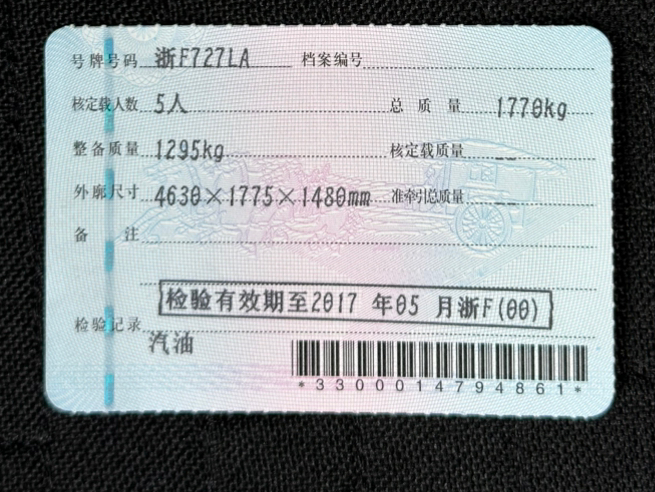 号牌号码 浙F727LA 档案编号
核定载人数 5人 总质量 1770kg
整备质量 1295kg 核定载质量 --
外廓尺寸 4630×1775×1480mm 准牵引总质量 --
备注
检验有效期至2017 年05 月浙F(00)
检验记录
汽油
*3300014794861*